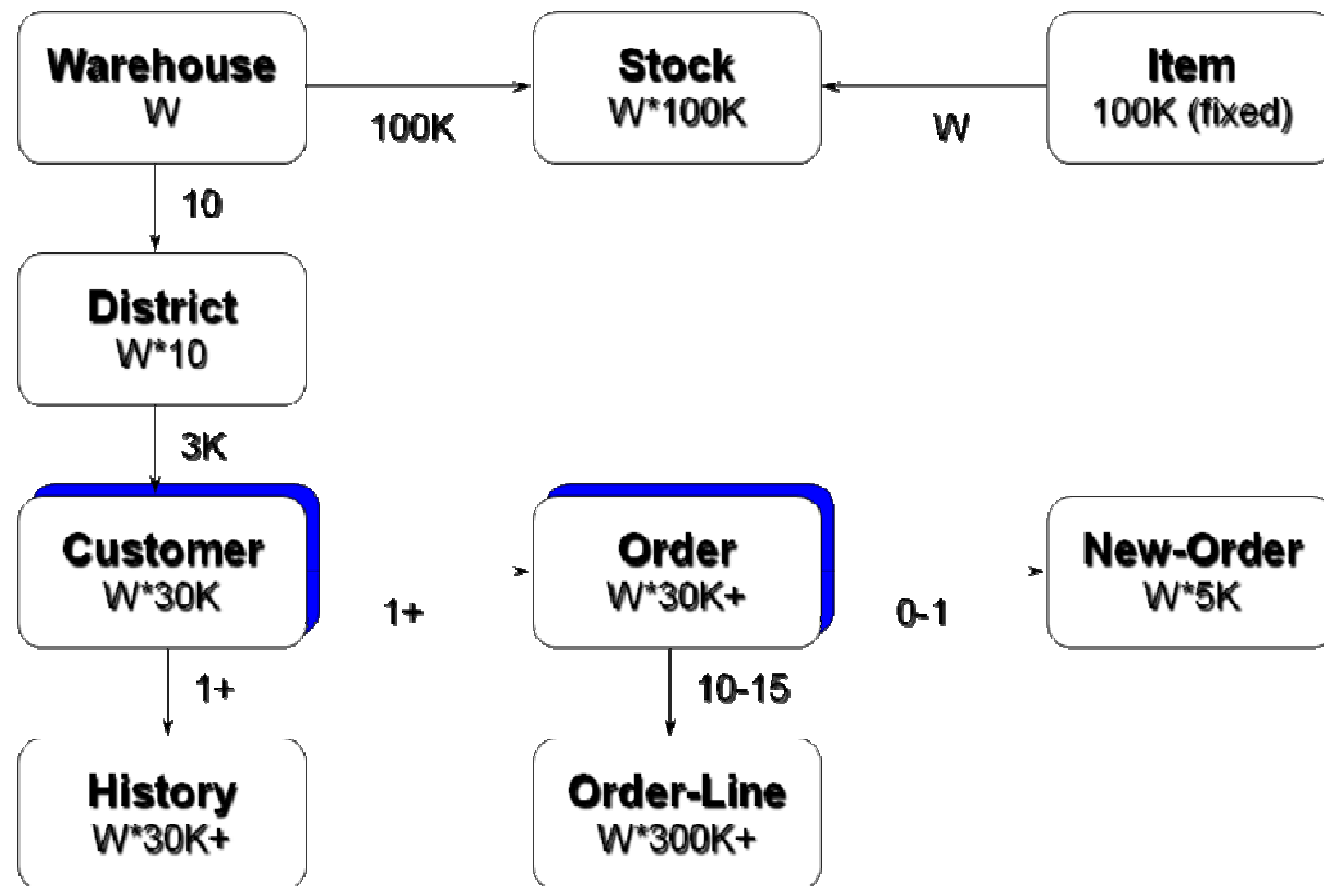 Warehouse
W
100K
Stock
W*100K
W
Item
100K (fixed)
10
District
W*10
3K
Customer
W*30K
1+
Order
W*30K+
0-1
New-Order
W*5K
1+
10-15
History
W*30K+
Order-Line
W*300K+